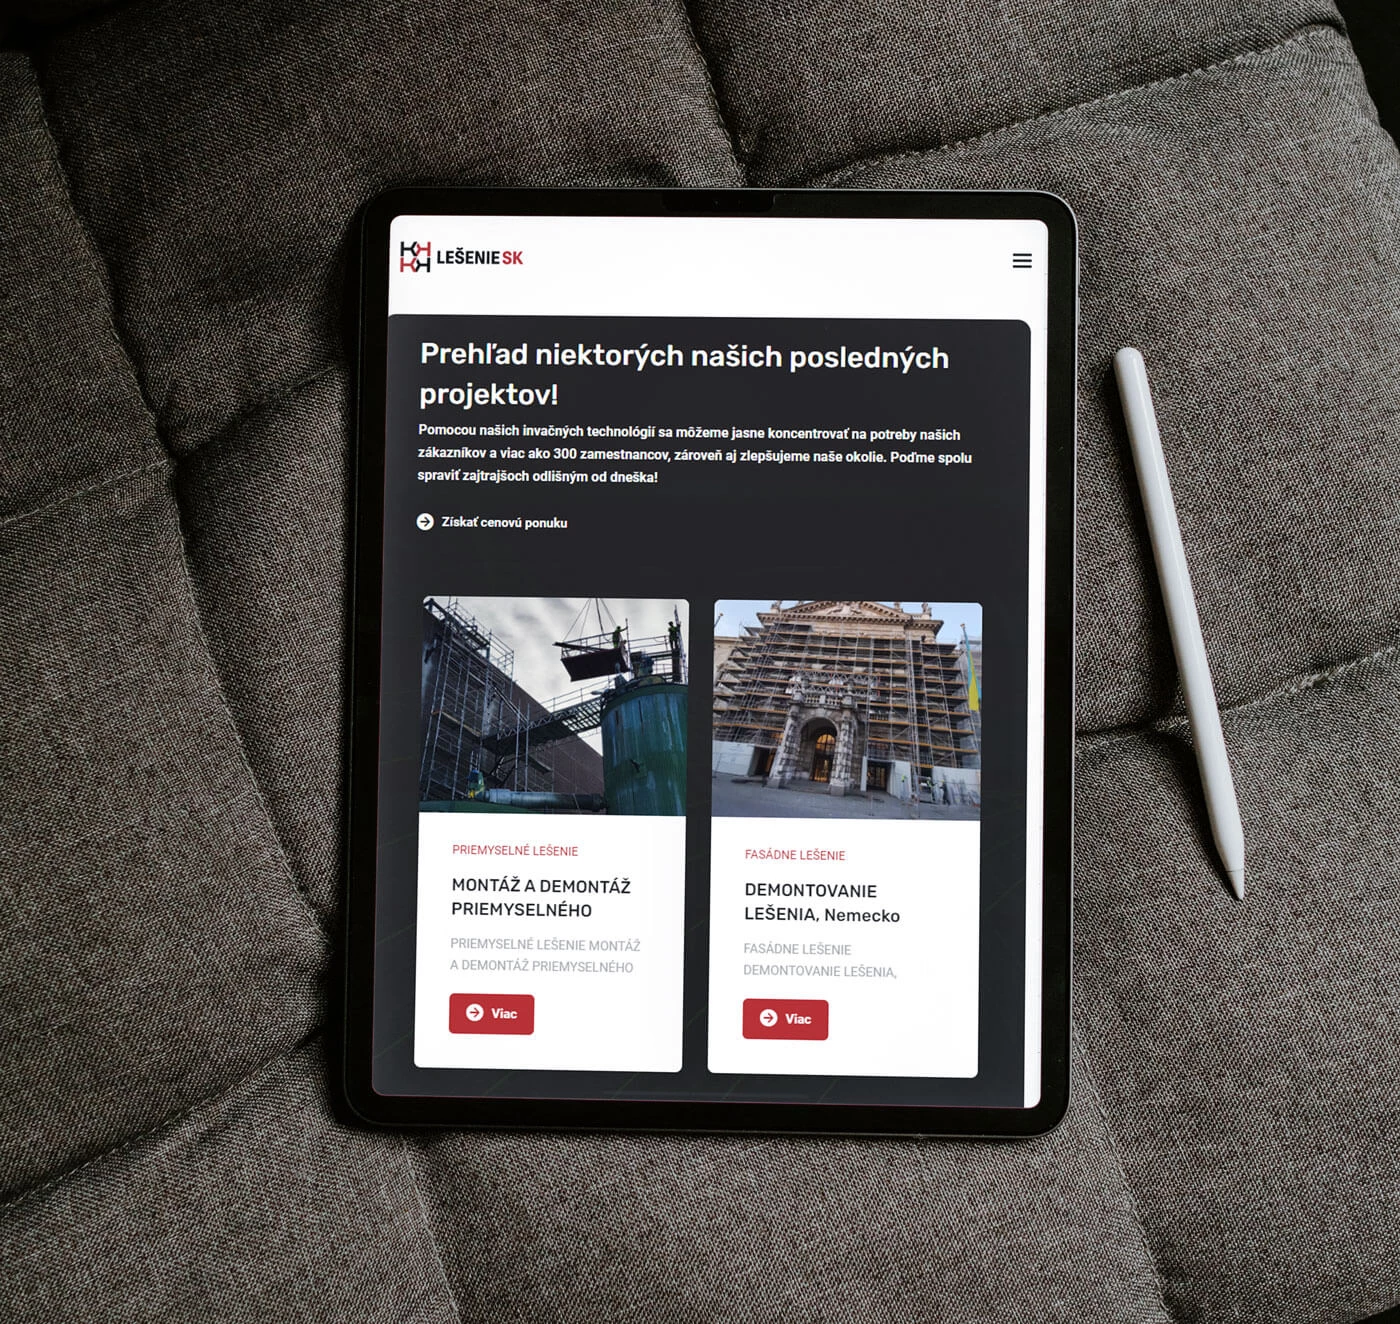 LEŠENIE SK
Prehľad niektorých našich posledných
projektov!
Pomocou našich invačných technológií sa môžeme jasne koncentrovať na potreby našich
zákazníkov a viac ako 300 zamestnancov, zároveň aj zlepšujeme naše okolie. Poďme spolu
spraviť zajtrajšoch odlišným od dneška!
Získať cenovú ponuku
PRIEMYSELNÉ LEŠENIE
MONTÁŽ A DEMONTÁŽ
PRIEMYSELNÉHO
PRIEMYSELNÉ LEŠENIE MONTÁŽ
A DEMONTÁŽ PRIEMYSELNÉHO
Viac
FASÁDNE LEŠENIE
DEMONTOVANIE
LEŠENIA, Nemecko
FASÁDNE LEŠENIE
DEMONTOVANIE LEŠENIA,
Viac